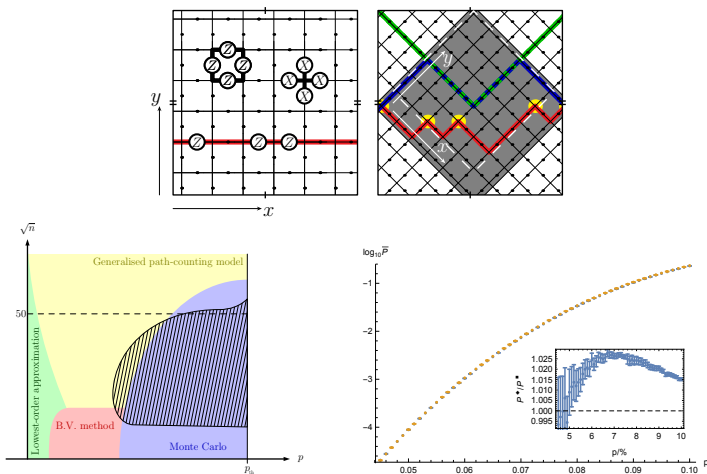 Z
Z Z
Z
X
X X
X
y
Z Z Z
x
y
x
√n
Generalised path-counting model
50
Lowest-order approximation
B.V. method
Monte Carlo
p
p_th
log₁₀P̅
-1
-2
-3
-4
0.05 0.06 0.07 0.08 0.09 0.10
p
1.025
1.020
1.015
1.010
1.005
1.000
0.995
5 6 7 8 9 10
p/%